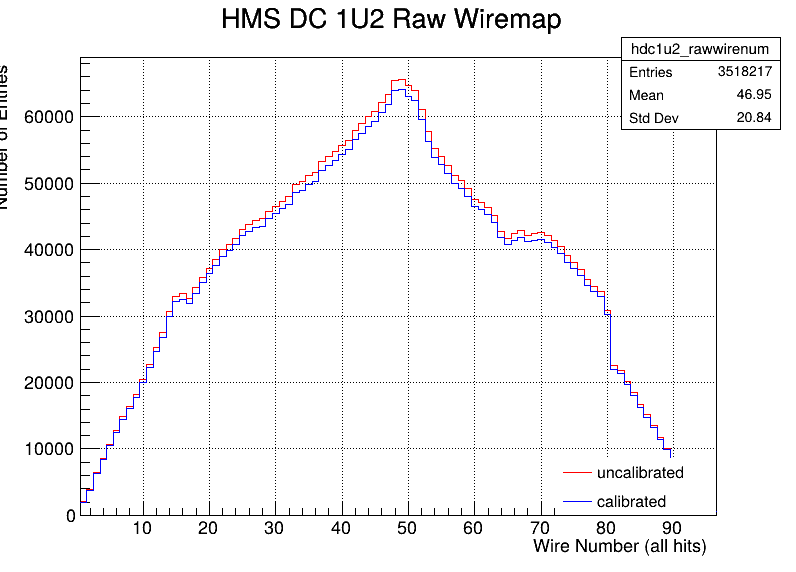 HMS DC 1U2 Raw Wiremap
hdc1u2_rawwirenum
Entries 3518217
Mean 46.95
Std Dev 20.84
Number of Entries
60000
50000
40000
30000
20000
10000
0
uncalibrated
calibrated
10 20 30 40 50 60 70 80 90
Wire Number (all hits)